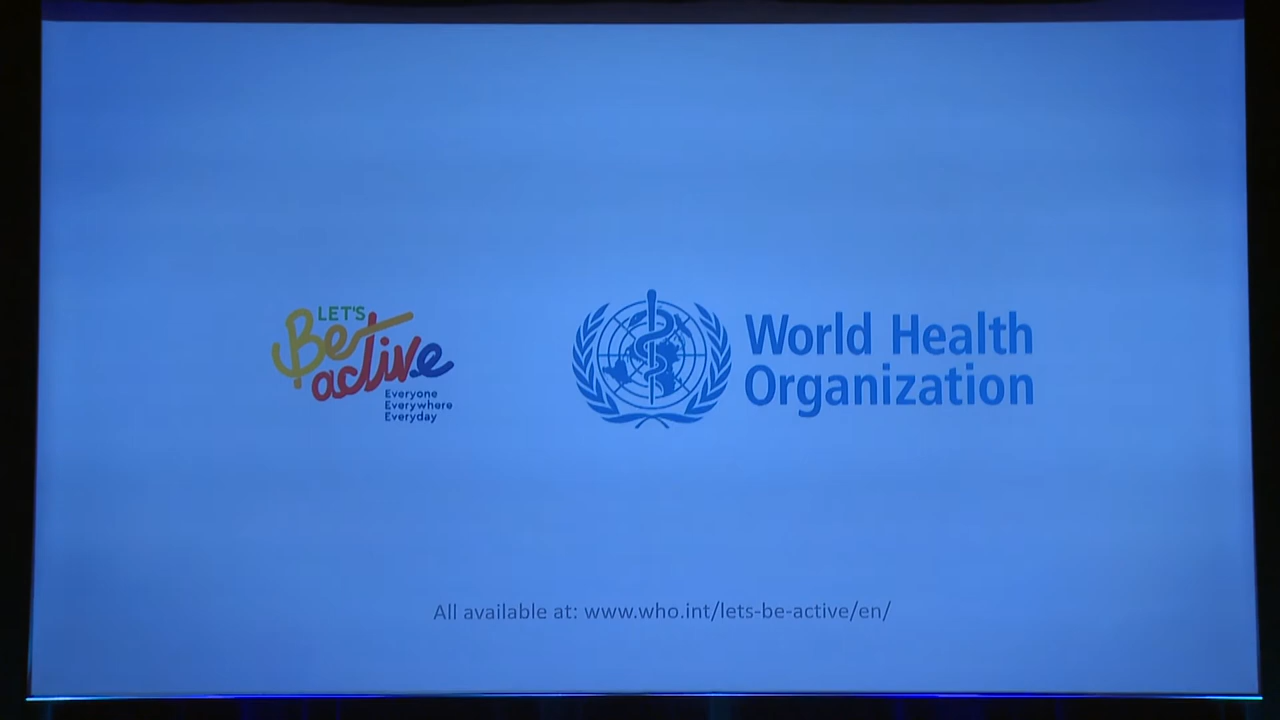 LET'S
Be
active
Everyone
Everywhere
Everyday
World Health
Organization
All available at: www.who.int/lets-be-active/en/